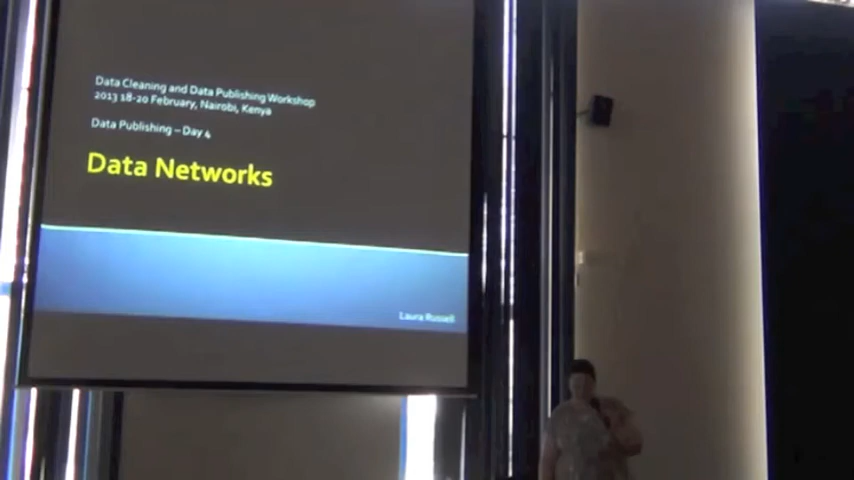 Data Cleaning and Data Publishing Workshop
2013 18-20 February, Nairobi, Kenya
Data Publishing – Day 4
Data Networks
Laura Russell